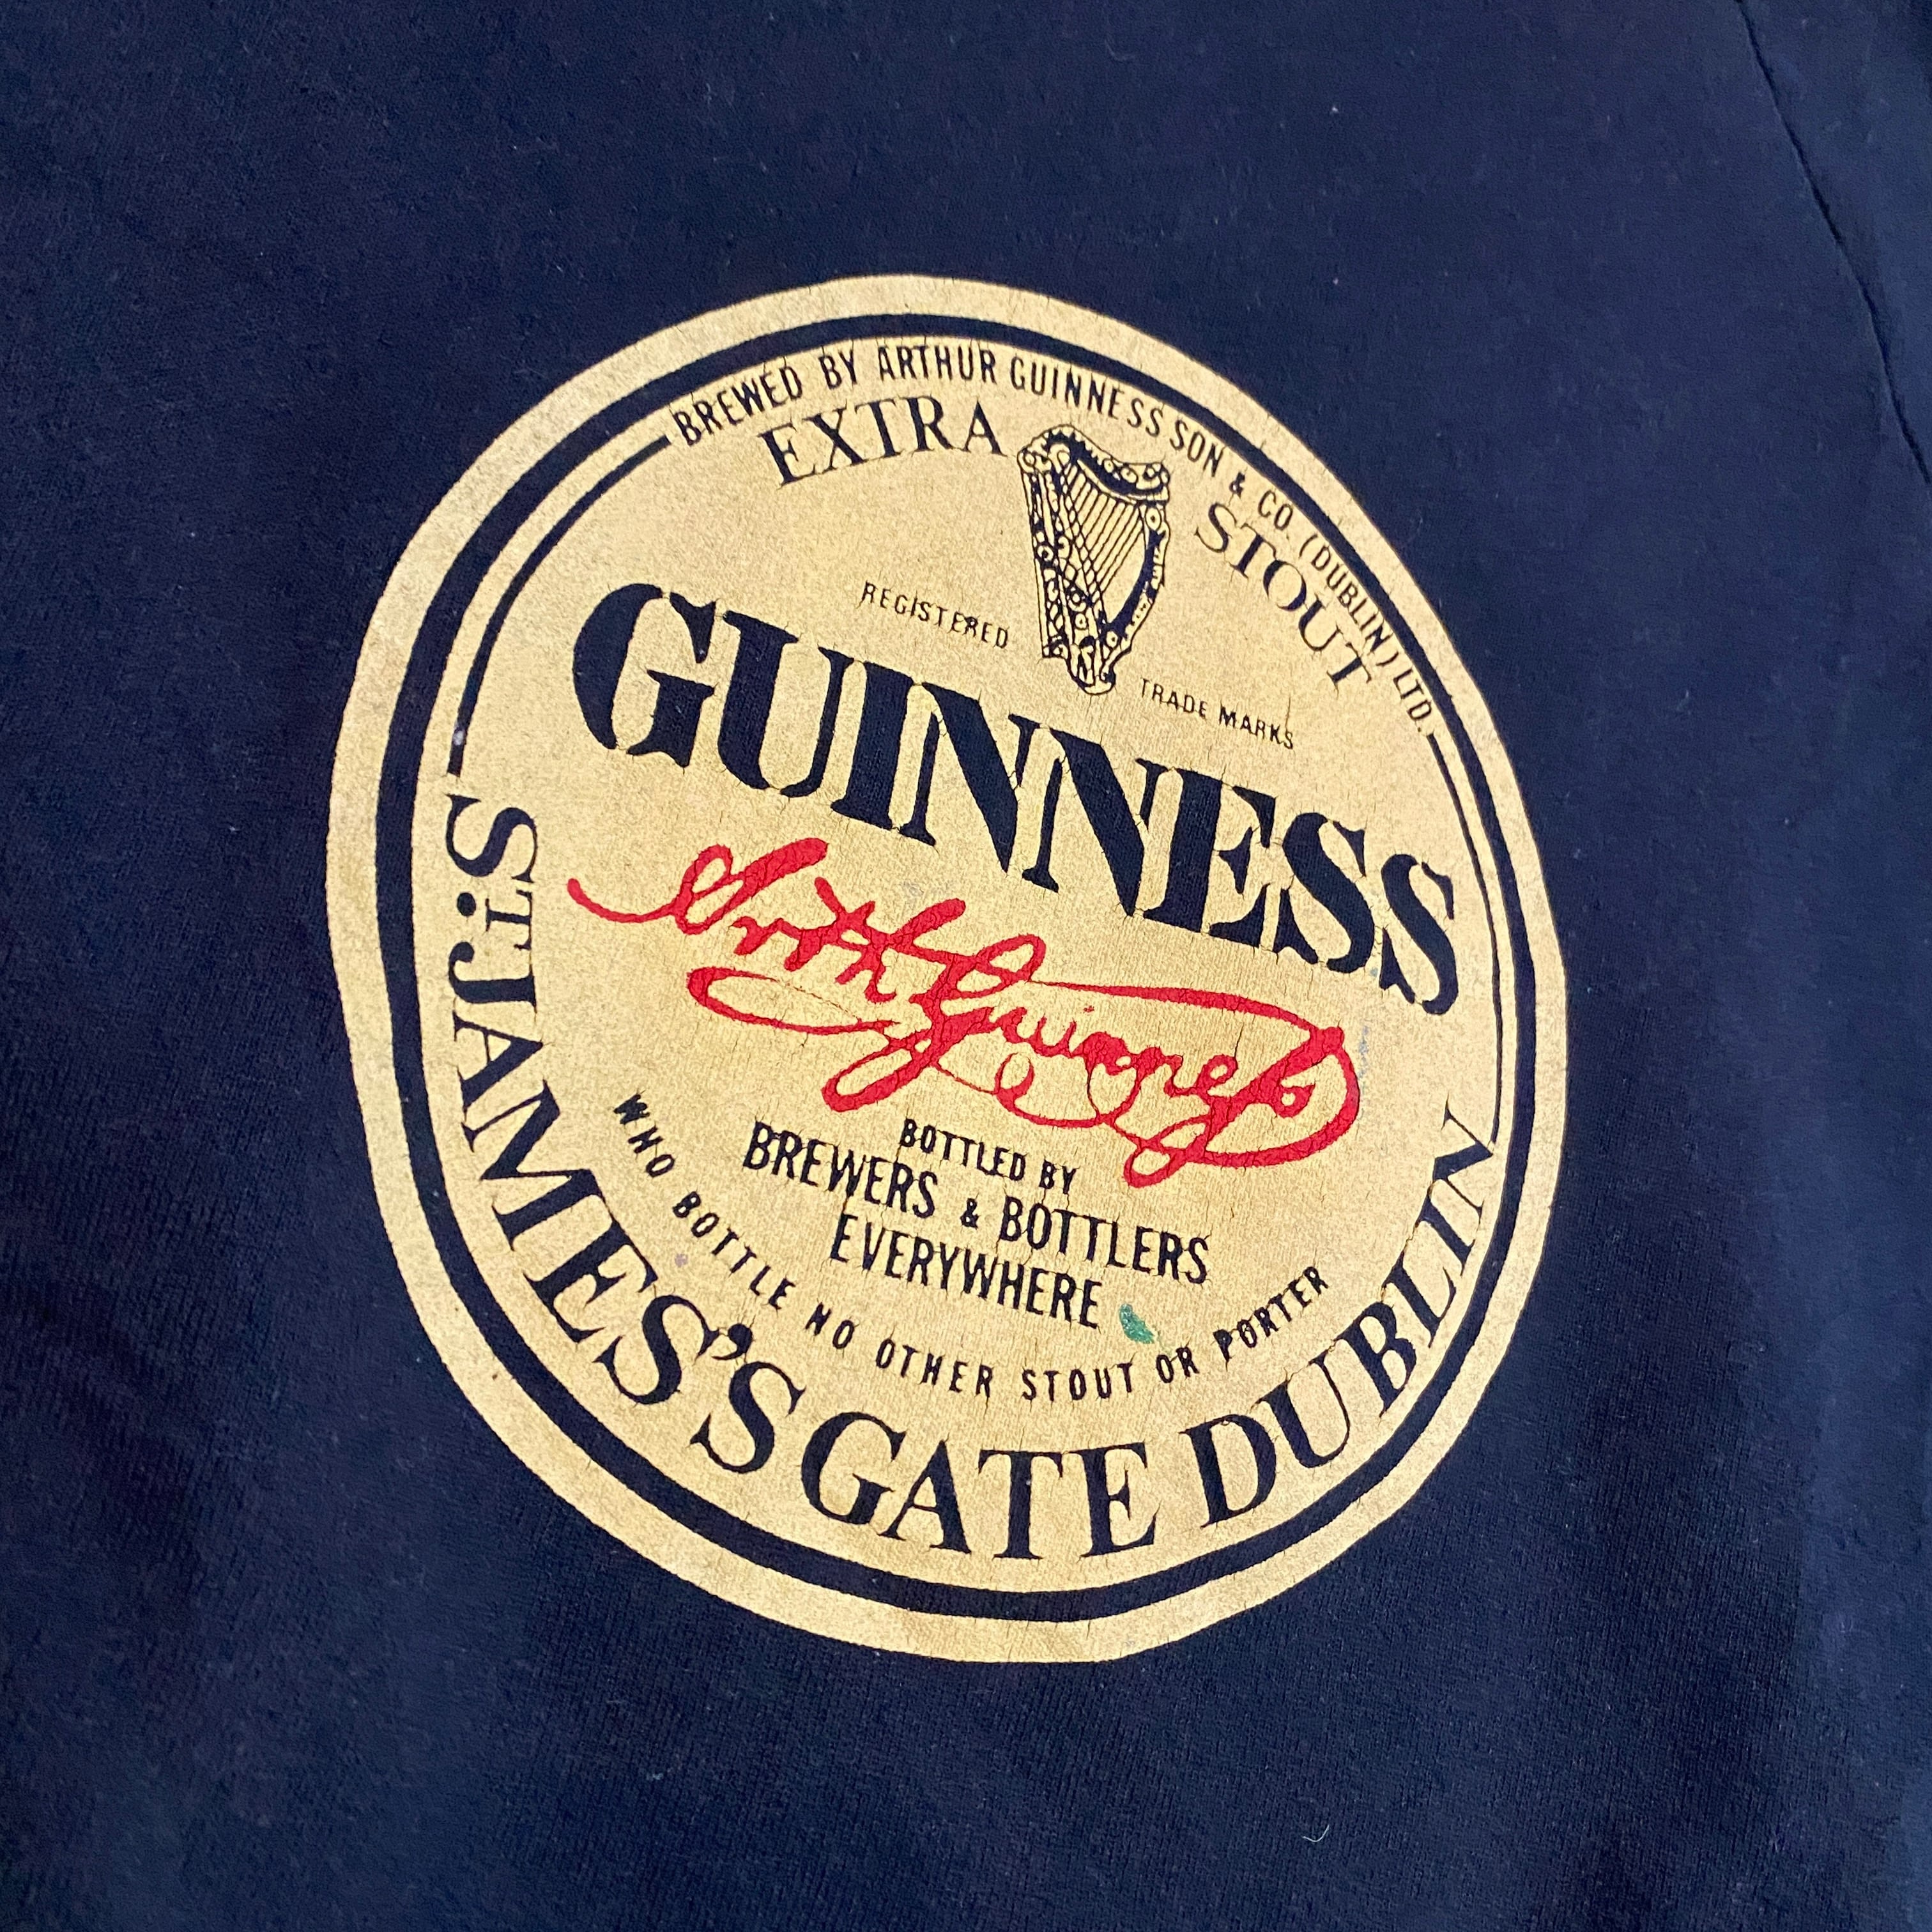 BREWED BY ARTHUR GUINNESS SON & CO. (DUBLIN) LTD.
EXTRA STOUT
REGISTERED TRADE MARKS
GUINNESS
Arth Guinness
BOTTLED BY
BREWERS & BOTTLERS
EVERYWHERE
WHO BOTTLE NO OTHER STOUT OR PORTER
ST. JAMES'S GATE DUBLIN